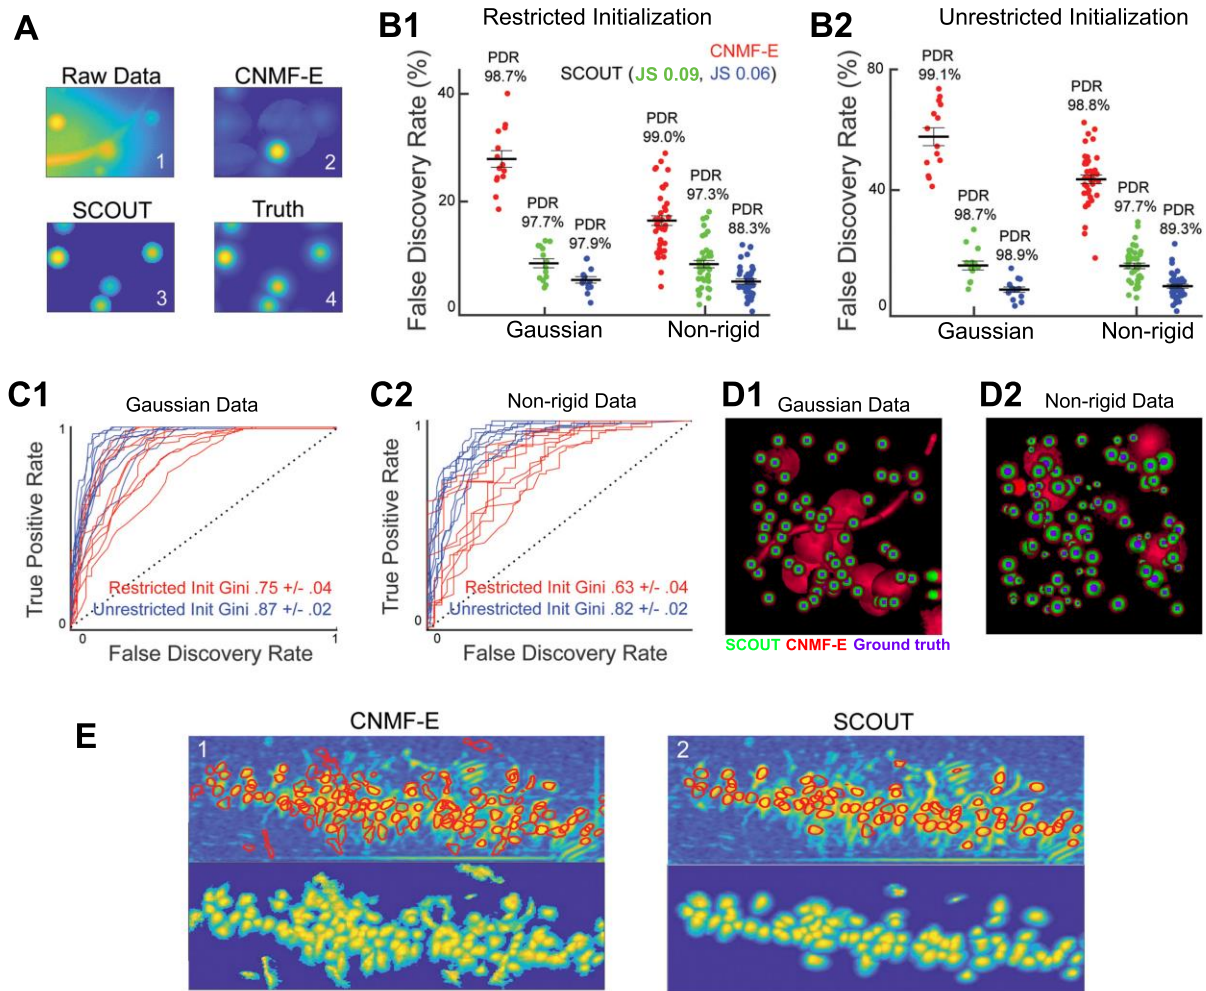 A
Raw Data
CNMF-E
1
2
SCOUT
Truth
3
4
B1
Restricted Initialization
CNMF-E
SCOUT (JS 0.09, JS 0.06)
False Discovery Rate (%)
40
20
0
PDR
98.7%
PDR
97.7%
PDR
97.9%
PDR
99.0%
PDR
97.3%
PDR
88.3%
Gaussian
Non-rigid
B2
Unrestricted Initialization
False Discovery Rate (%)
80
40
0
PDR
99.1%
PDR
98.7%
PDR
98.9%
PDR
98.8%
PDR
97.7%
PDR
89.3%
Gaussian
Non-rigid
C1
Gaussian Data
True Positive Rate
1
0
Restricted Init Gini .75 +/- .04
Unrestricted Init Gini .87 +/- .02
0
1
False Discovery Rate
C2
Non-rigid Data
True Positive Rate
1
0
Restricted Init Gini .63 +/- .04
Unrestricted Init Gini .82 +/- .02
0
1
False Discovery Rate
D1
Gaussian Data
SCOUT CNMF-E Ground truth
D2
Non-rigid Data
E
CNMF-E
1
SCOUT
2